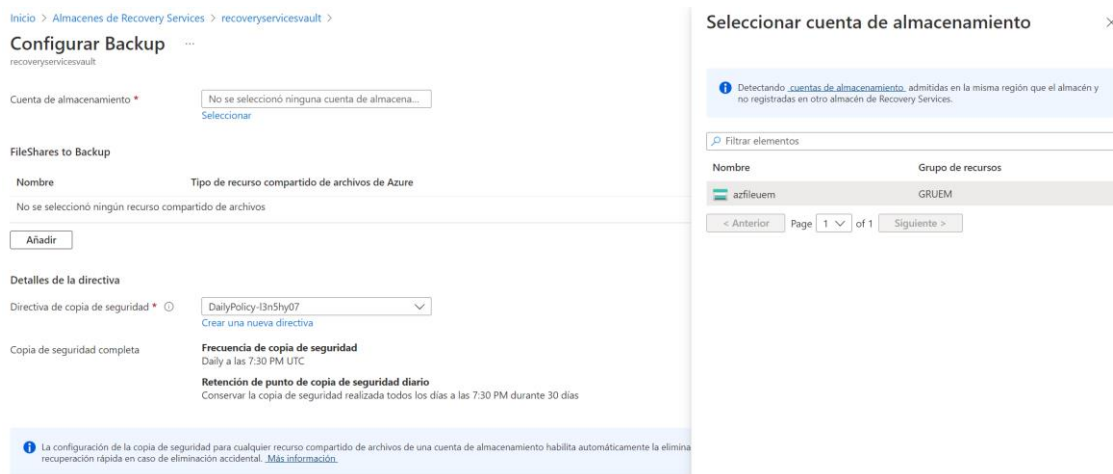 Inicio > Almacenes de Recovery Services > recoveryservicesvault >
Configurar Backup ...
recoveryservicesvault
Cuenta de almacenamiento *
No se seleccionó ninguna cuenta de almacena...
Seleccionar
FileShares to Backup
Nombre Tipo de recurso compartido de archivos de Azure
No se seleccionó ningún recurso compartido de archivos
Añadir
Detalles de la directiva
Directiva de copia de seguridad *
DailyPolicy-l3n5hy07
Crear una nueva directiva
Copia de seguridad completa
Frecuencia de copia de seguridad
Daily a las 7:30 PM UTC
Retención de punto de copia de seguridad diario
Conservar la copia de seguridad realizada todos los días a las 7:30 PM durante 30 días
La configuración de la copia de seguridad para cualquier recurso compartido de archivos de una cuenta de almacenamiento habilita automáticamente la elimina
recuperación rápida en caso de eliminación accidental. Más información
Seleccionar cuenta de almacenamiento
Detectando cuentas de almacenamiento admitidas en la misma región que el almacén y
no registradas en otro almacén de Recovery Services.
Filtrar elementos
Nombre Grupo de recursos
azfileuem GRUEM
< Anterior Page 1 of 1 Siguiente >